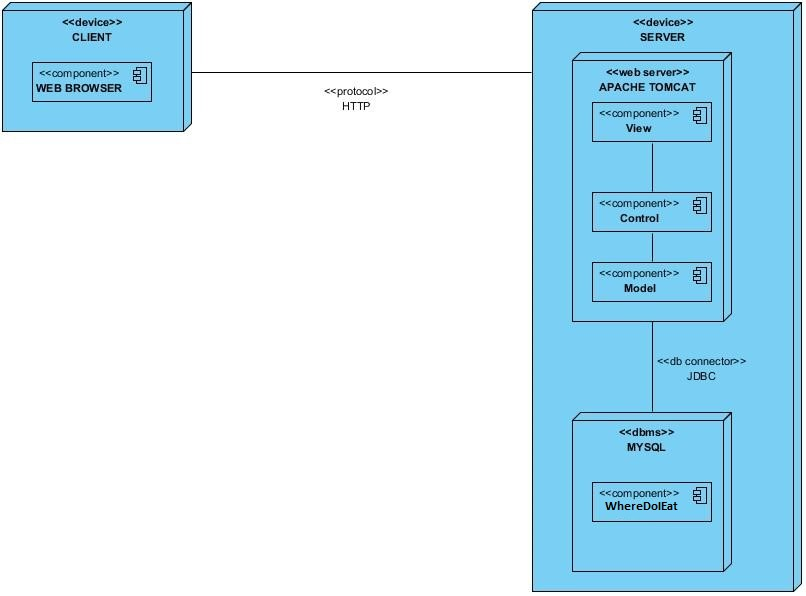 <<device>>
CLIENT
<<component>>
WEB BROWSER
<<protocol>>
HTTP
<<device>>
SERVER
<<web server>>
APACHE TOMCAT
<<component>>
View
<<component>>
Control
<<component>>
Model
<<db connector>>
JDBC
<<dbms>>
MYSQL
<<component>>
WhereDoIEat